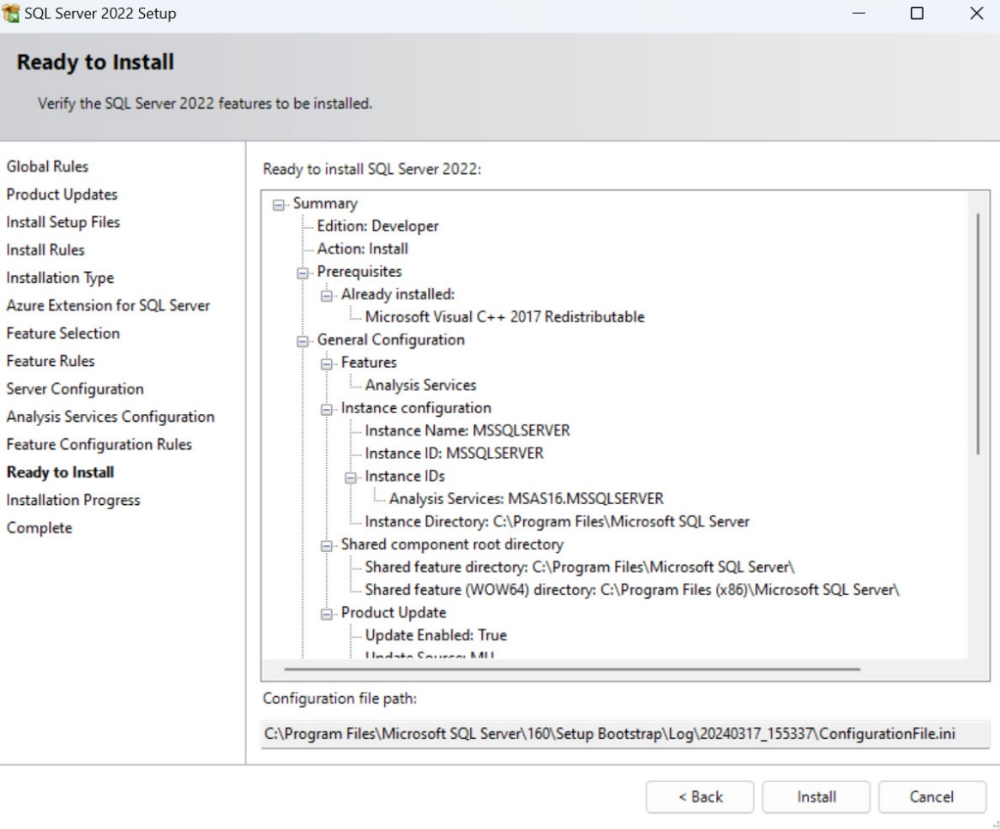 SQL Server 2022 Setup
Ready to Install
Verify the SQL Server 2022 features to be installed.
Global Rules
Product Updates
Install Setup Files
Install Rules
Installation Type
Azure Extension for SQL Server
Feature Selection
Feature Rules
Server Configuration
Analysis Services Configuration
Feature Configuration Rules
Ready to Install
Installation Progress
Complete
Ready to install SQL Server 2022:
Summary
Edition: Developer
Action: Install
Prerequisites
Already installed:
Microsoft Visual C++ 2017 Redistributable
General Configuration
Features
Analysis Services
Instance configuration
Instance Name: MSSQLSERVER
Instance ID: MSSQLSERVER
Instance IDs
Analysis Services: MSAS16.MSSQLSERVER
Instance Directory: C:\Program Files\Microsoft SQL Server
Shared component root directory
Shared feature directory: C:\Program Files\Microsoft SQL Server\
Shared feature (WOW64) directory: C:\Program Files (x86)\Microsoft SQL Server\
Product Update
Update Enabled: True
Update Source: MU
Configuration file path:
C:\Program Files\Microsoft SQL Server\160\Setup Bootstrap\Log\20240317_155337\ConfigurationFile.ini
< Back
Install
Cancel